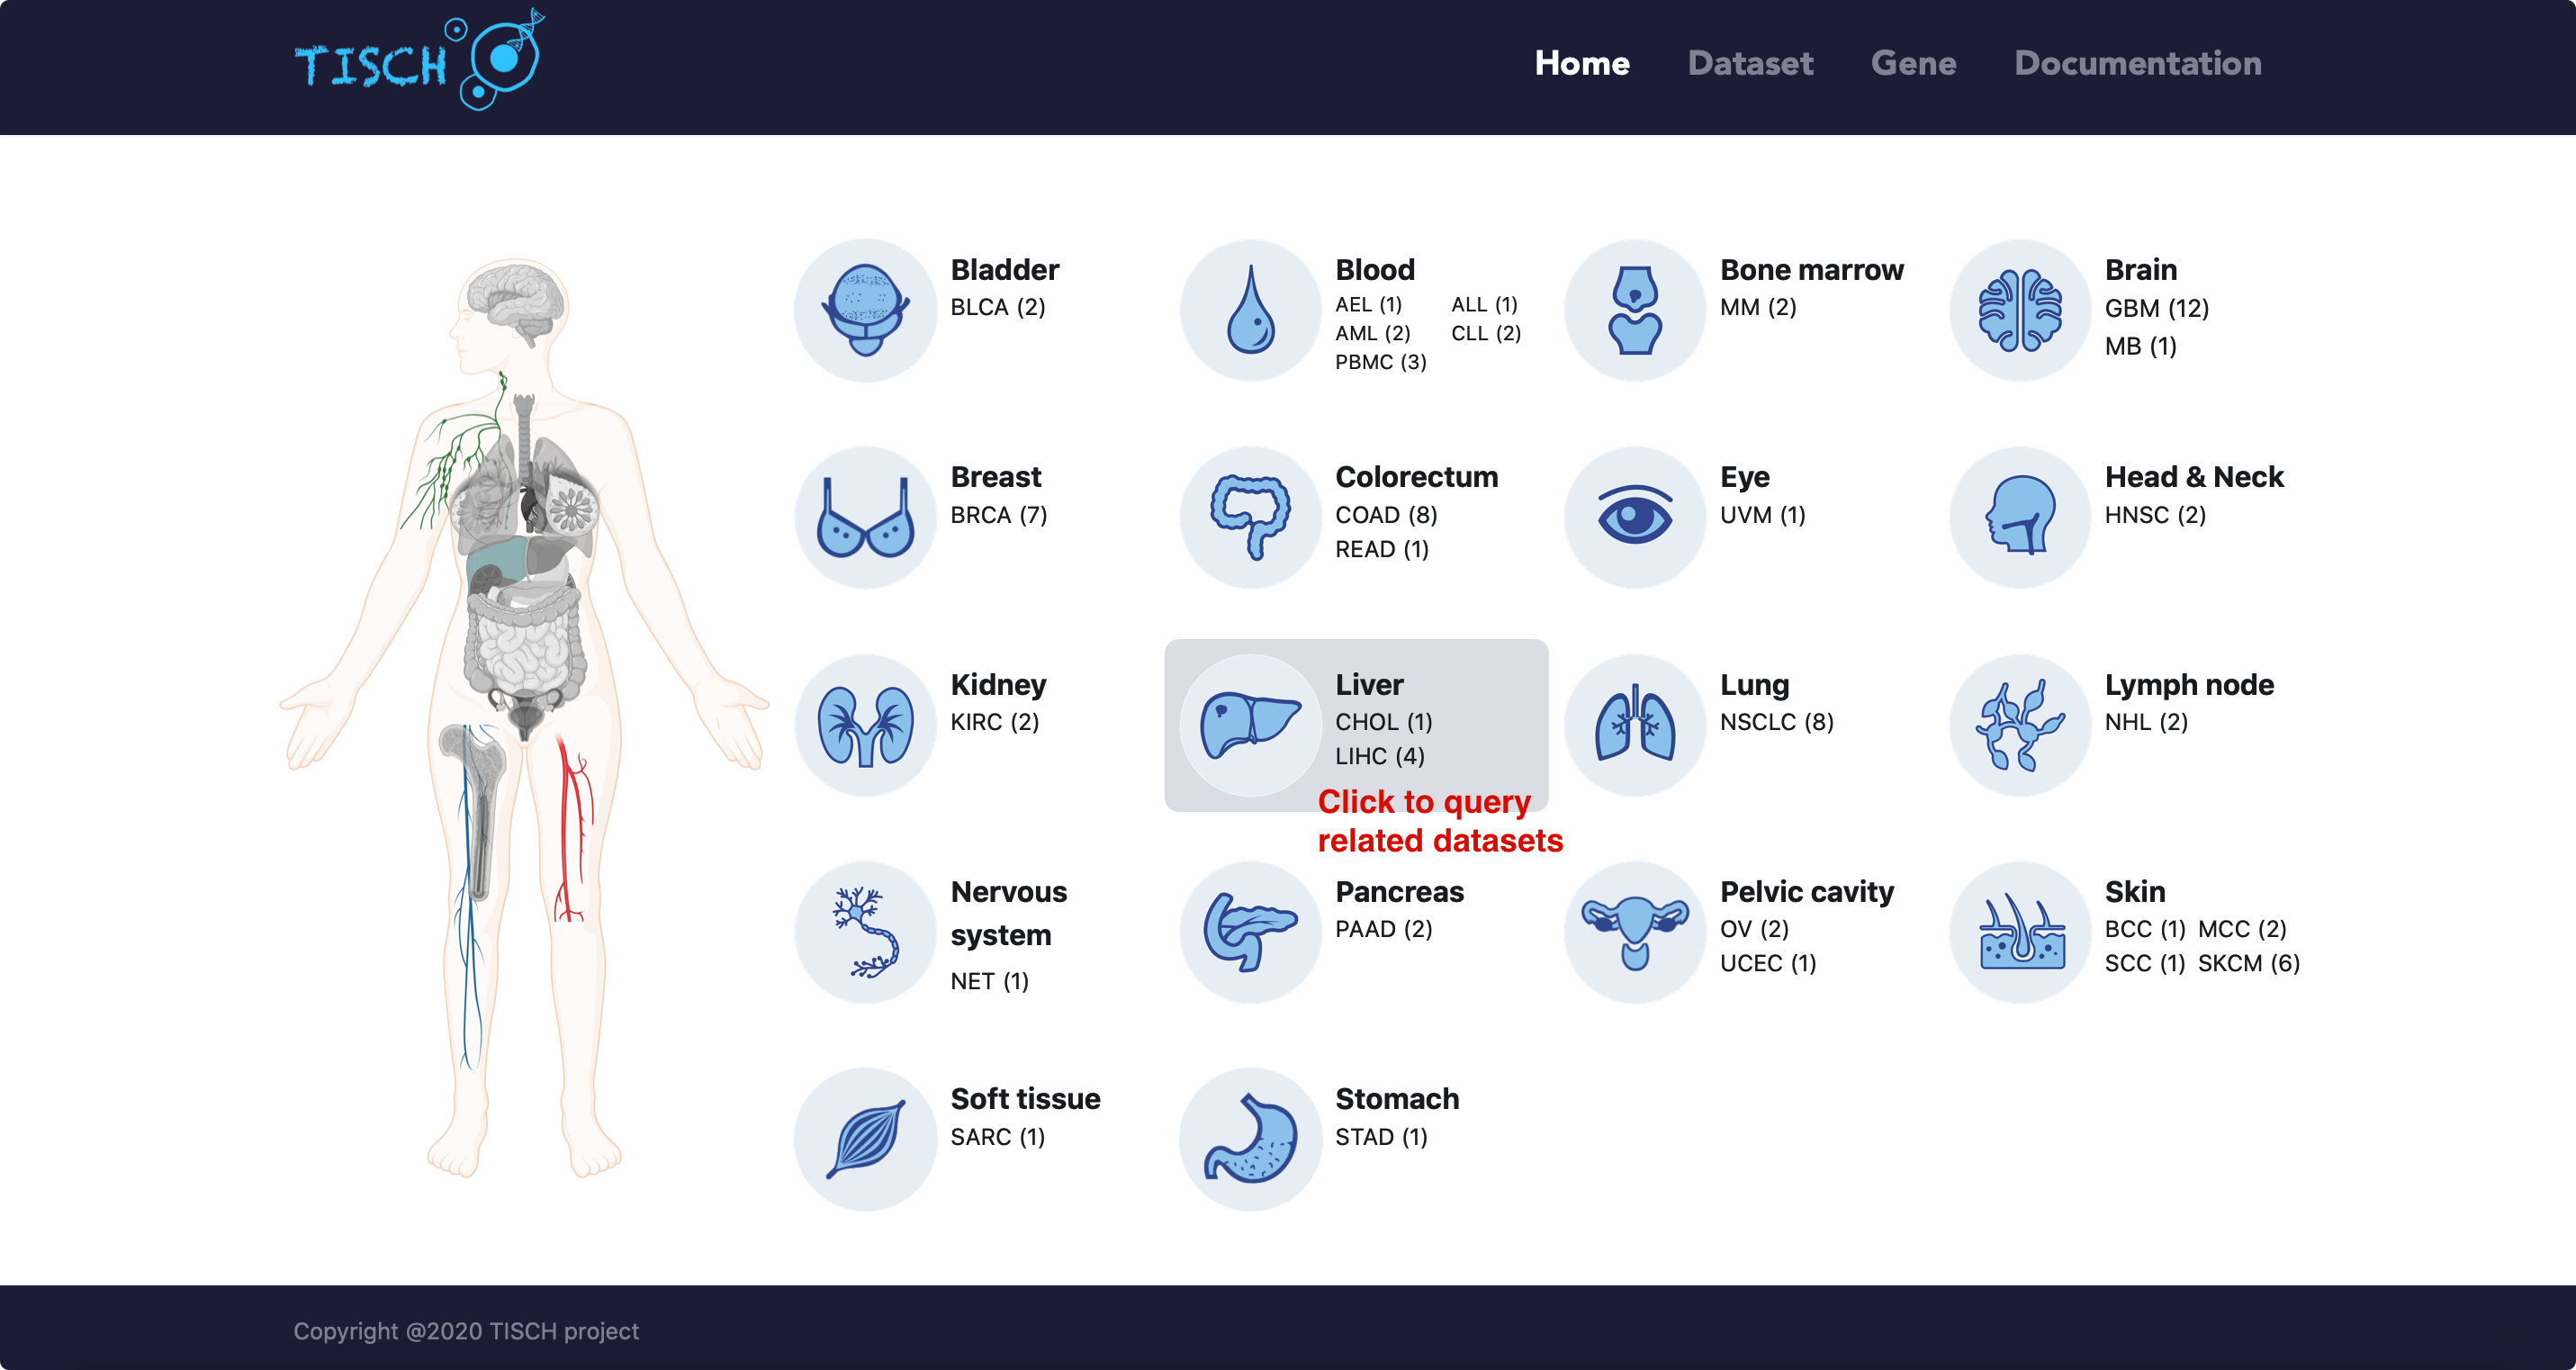 TISCH
Home Dataset Gene Documentation
Bladder
BLCA (2)
Blood
AEL (1) ALL (1)
AML (2) CLL (2)
PBMC (3)
Bone marrow
MM (2)
Brain
GBM (12)
MB (1)
Breast
BRCA (7)
Colorectum
COAD (8)
READ (1)
Eye
UVM (1)
Head & Neck
HNSC (2)
Kidney
KIRC (2)
Liver
CHOL (1)
LIHC (4)
Click to query
related datasets
Lung
NSCLC (8)
Lymph node
NHL (2)
Nervous
system
NET (1)
Pancreas
PAAD (2)
Pelvic cavity
OV (2)
UCEC (1)
Skin
BCC (1) MCC (2)
SCC (1) SKCM (6)
Soft tissue
SARC (1)
Stomach
STAD (1)
Copyright @2020 TISCH project